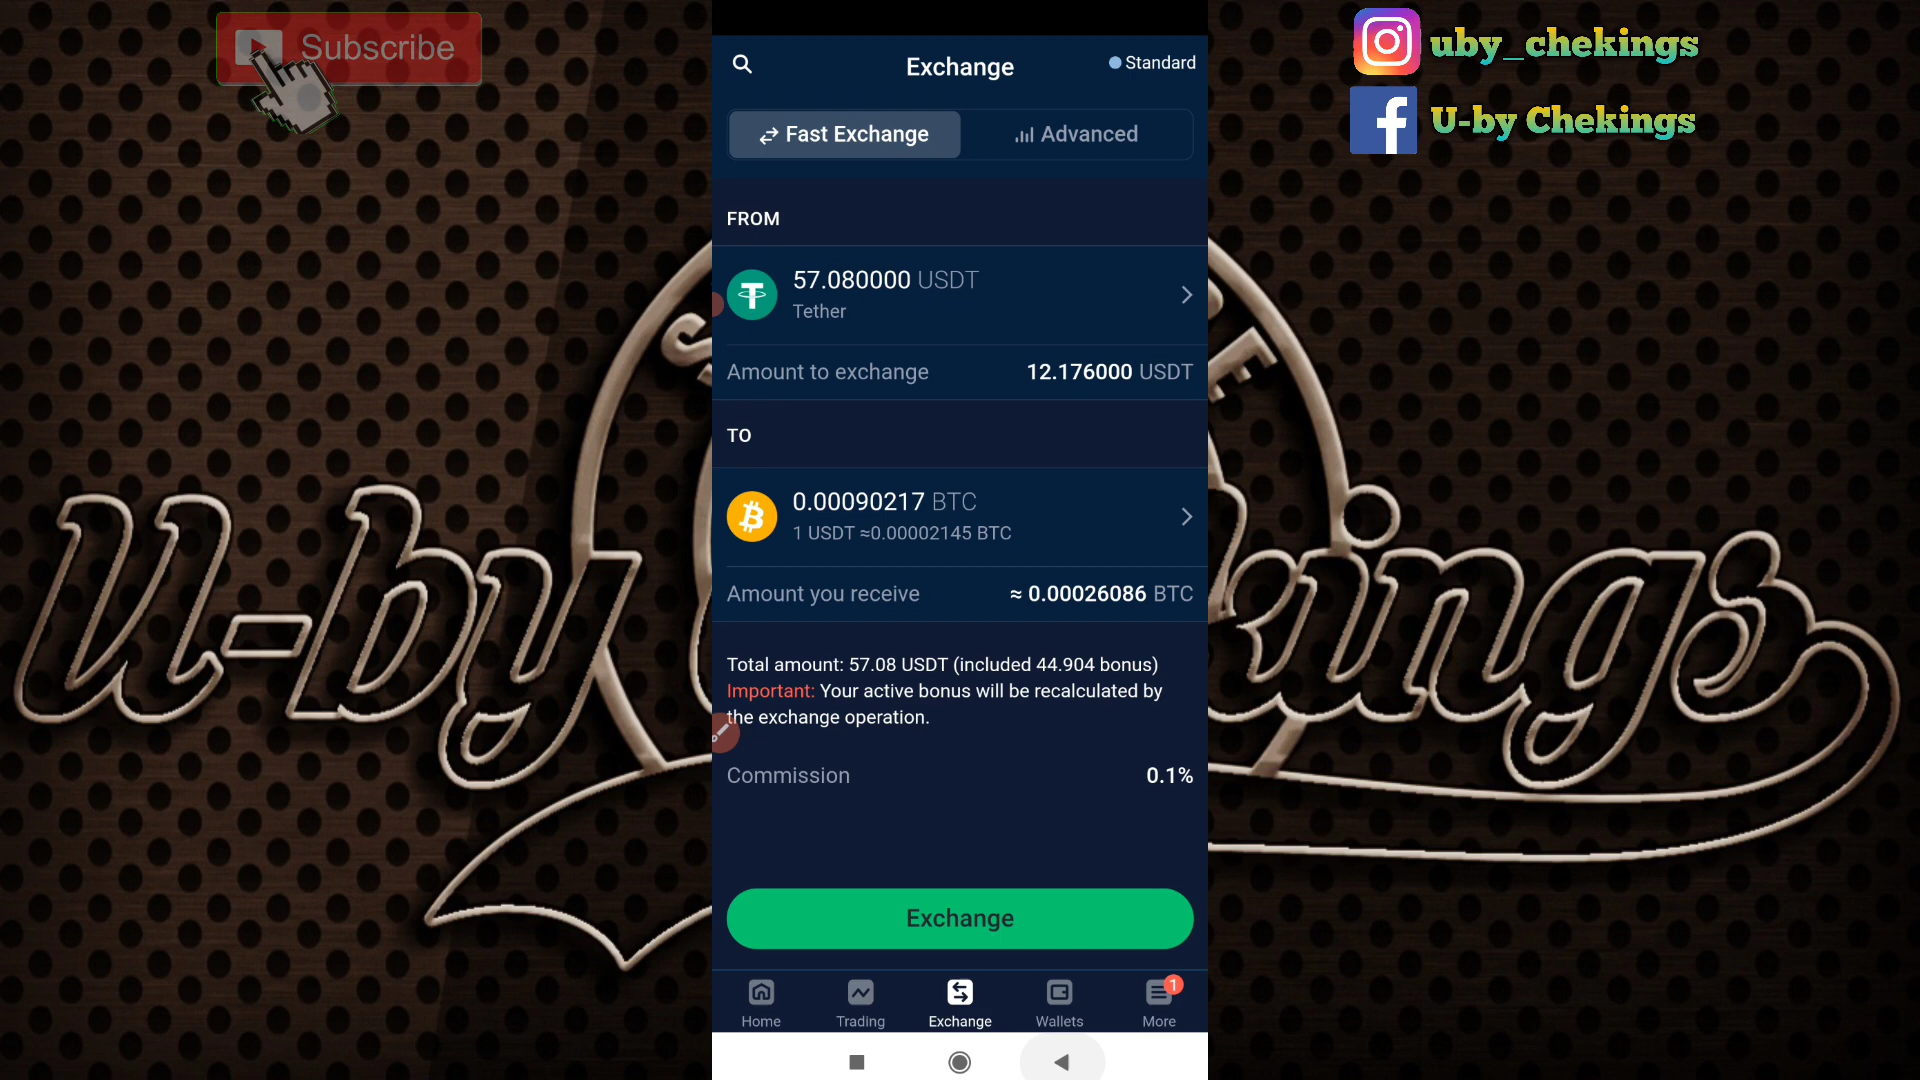 Subscribe
uby_chekings
U-by Chekings
Exchange
Standard
Fast Exchange
Advanced
FROM
57.080000 USDT
Tether
Amount to exchange 12.176000 USDT
TO
0.00090217 BTC
1 USDT ≈0.00002145 BTC
Amount you receive ≈ 0.00026086 BTC
Total amount: 57.08 USDT (included 44.904 bonus)
Important: Your active bonus will be recalculated by
the exchange operation.
Commission 0.1%
Exchange
Home
Trading
Exchange
Wallets
1
More
U-by
kings